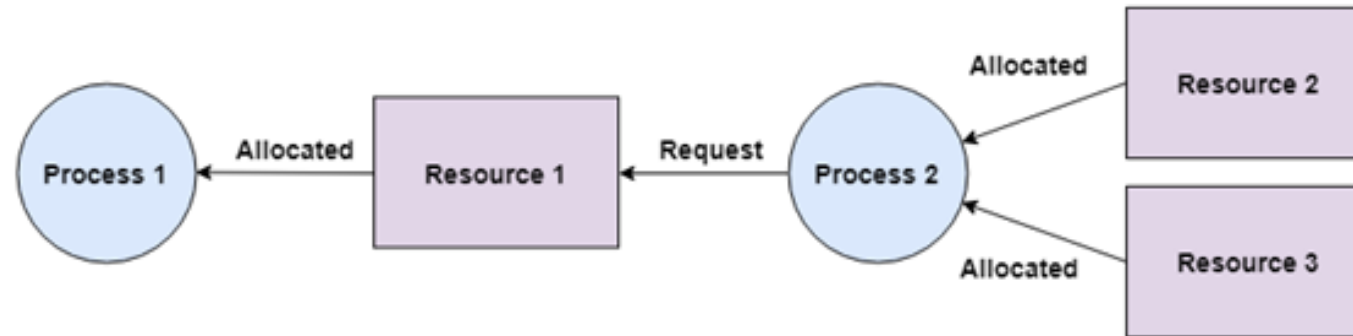 Allocated
Resource 2
Process 1
Allocated
Resource 1
Request
Process 2
Allocated
Resource 3